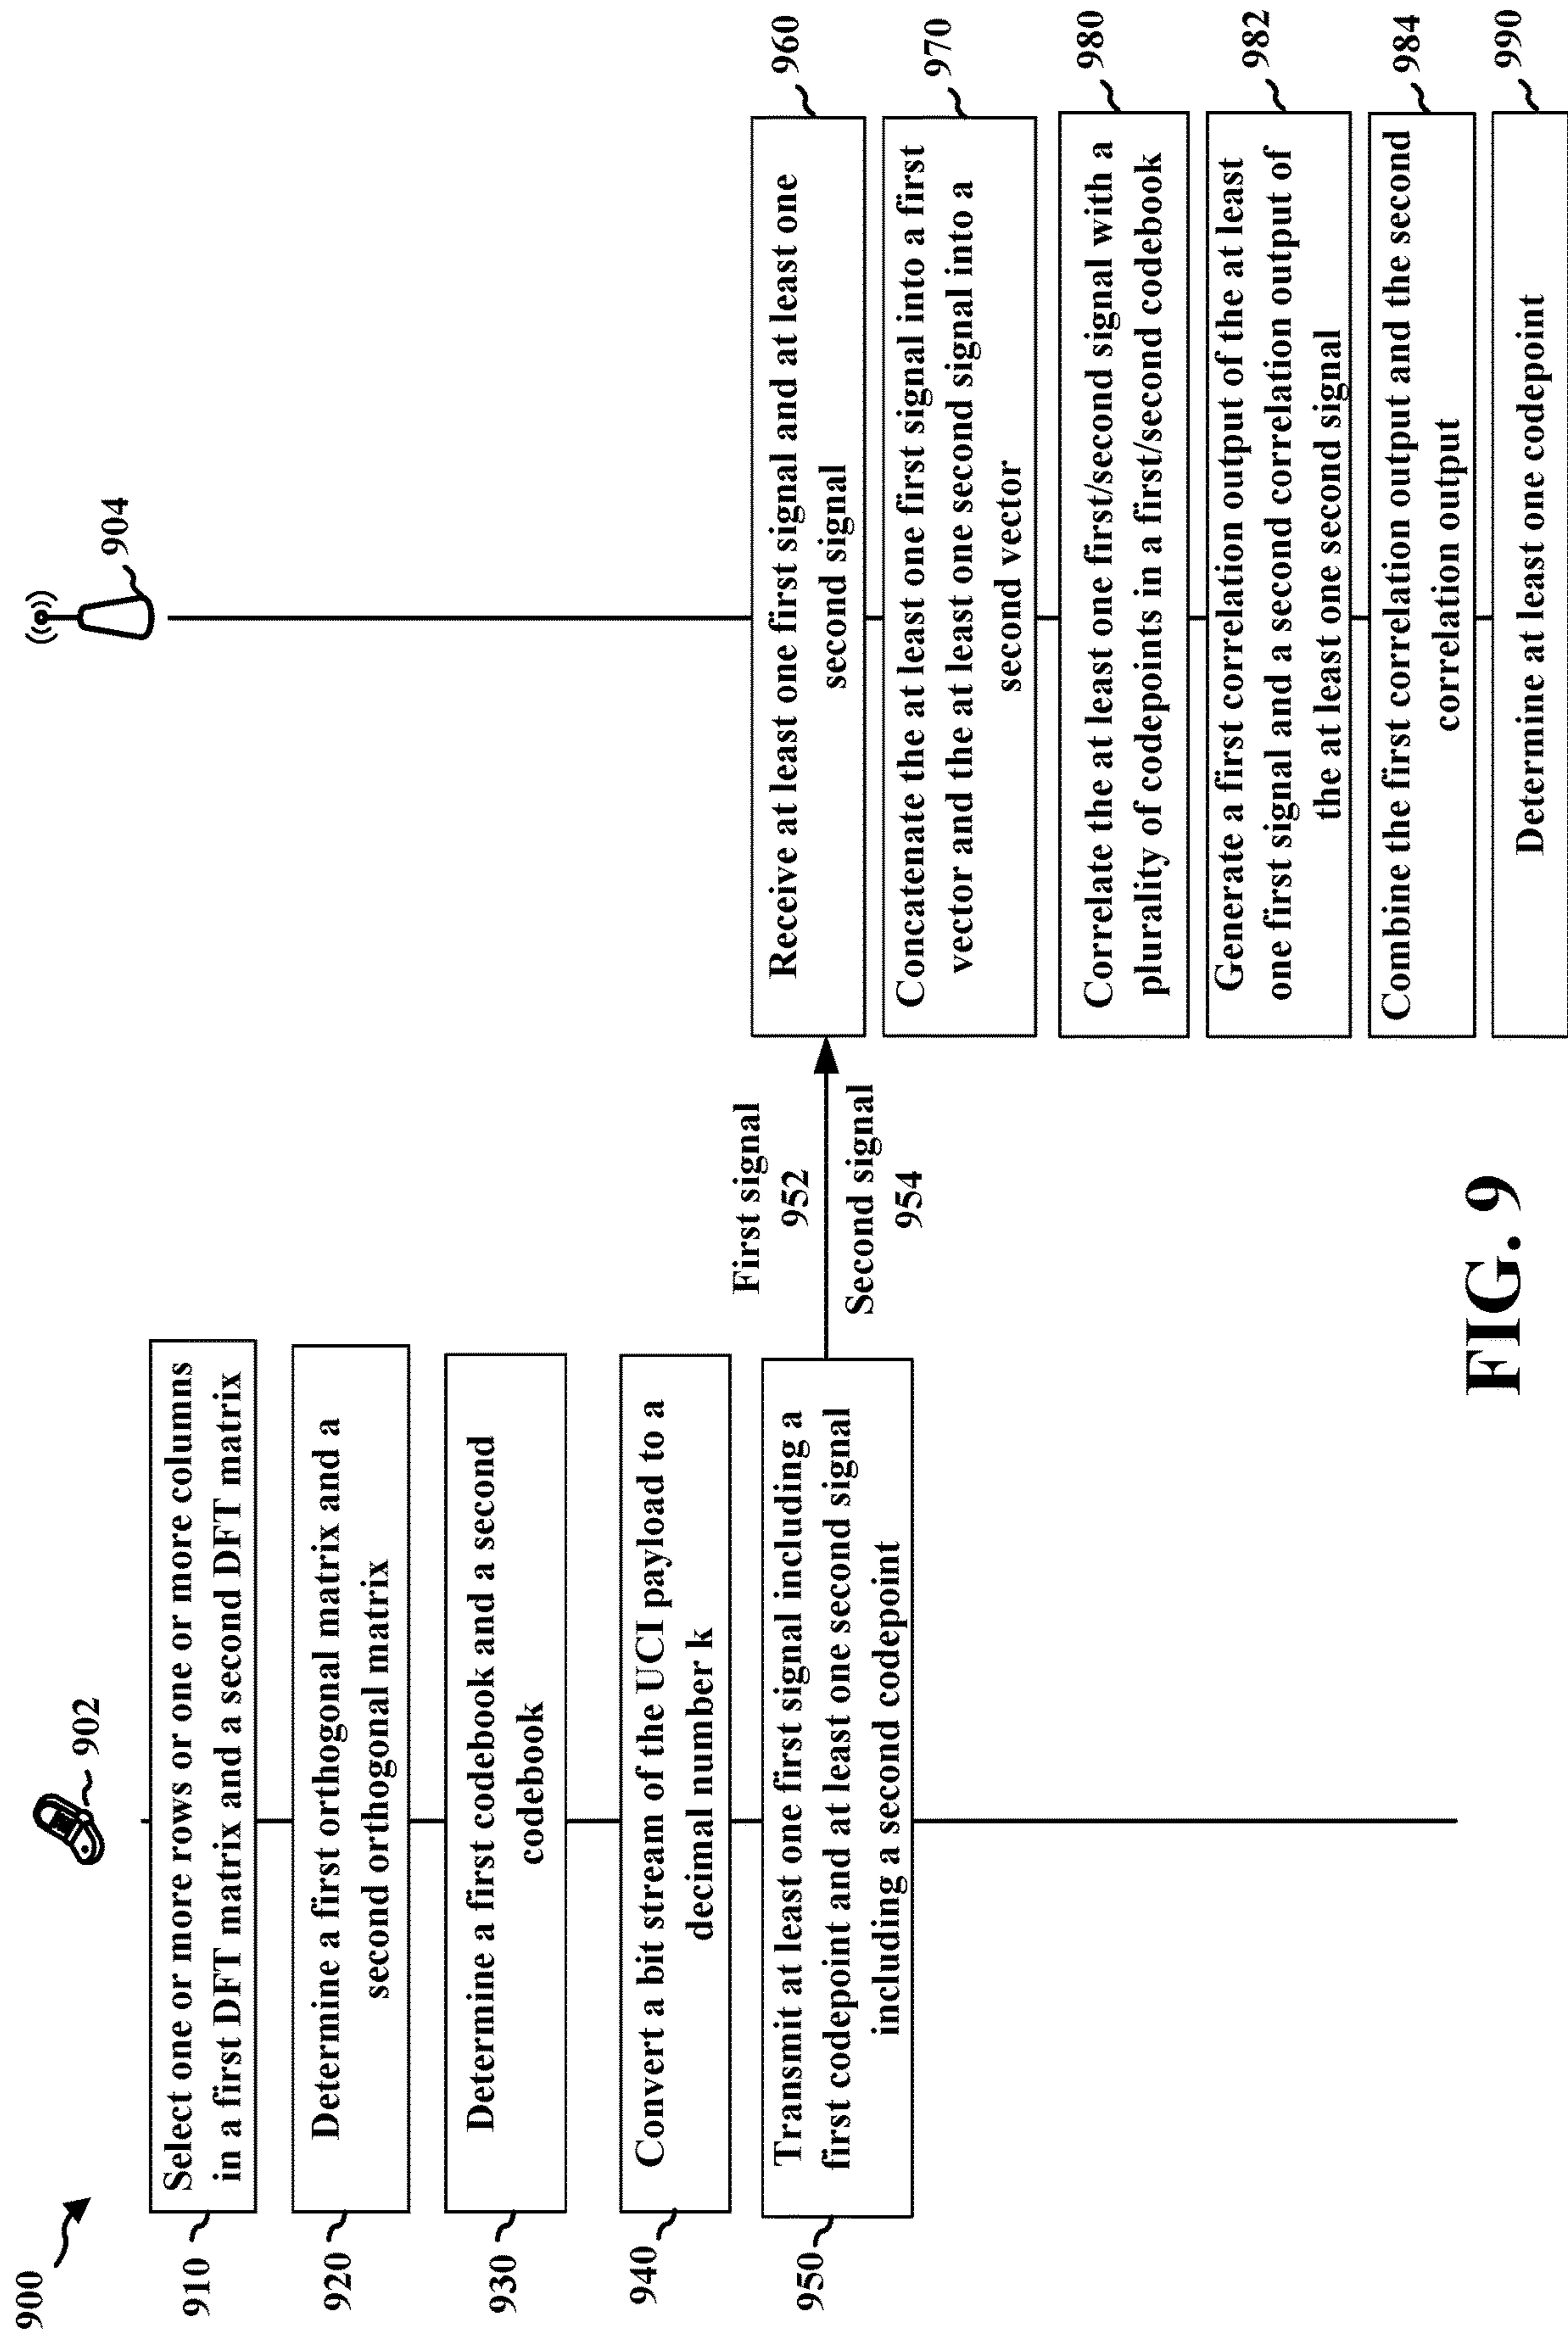 900
902
904
910
Select one or more rows or one or more columns
in a first DFT matrix and a second DFT matrix
920
Determine a first orthogonal matrix and a
second orthogonal matrix
930
Determine a first codebook and a second
codebook
940
Convert a bit stream of the UCI payload to a
decimal number k
950
Transmit at least one first signal including a
first codepoint and at least one second signal
including a second codepoint
First signal
952
Second signal
954
Receive at least one first signal and at least one
second signal
960
Concatenate the at least one first signal into a first
vector and the at least one second signal into a
second vector
970
Correlate the at least one first/second signal with a
plurality of codepoints in a first/second codebook
980
Generate a first correlation output of the at least
one first signal and a second correlation output of
the at least one second signal
982
Combine the first correlation output and the second
correlation output
984
Determine at least one codepoint
990
FIG. 9